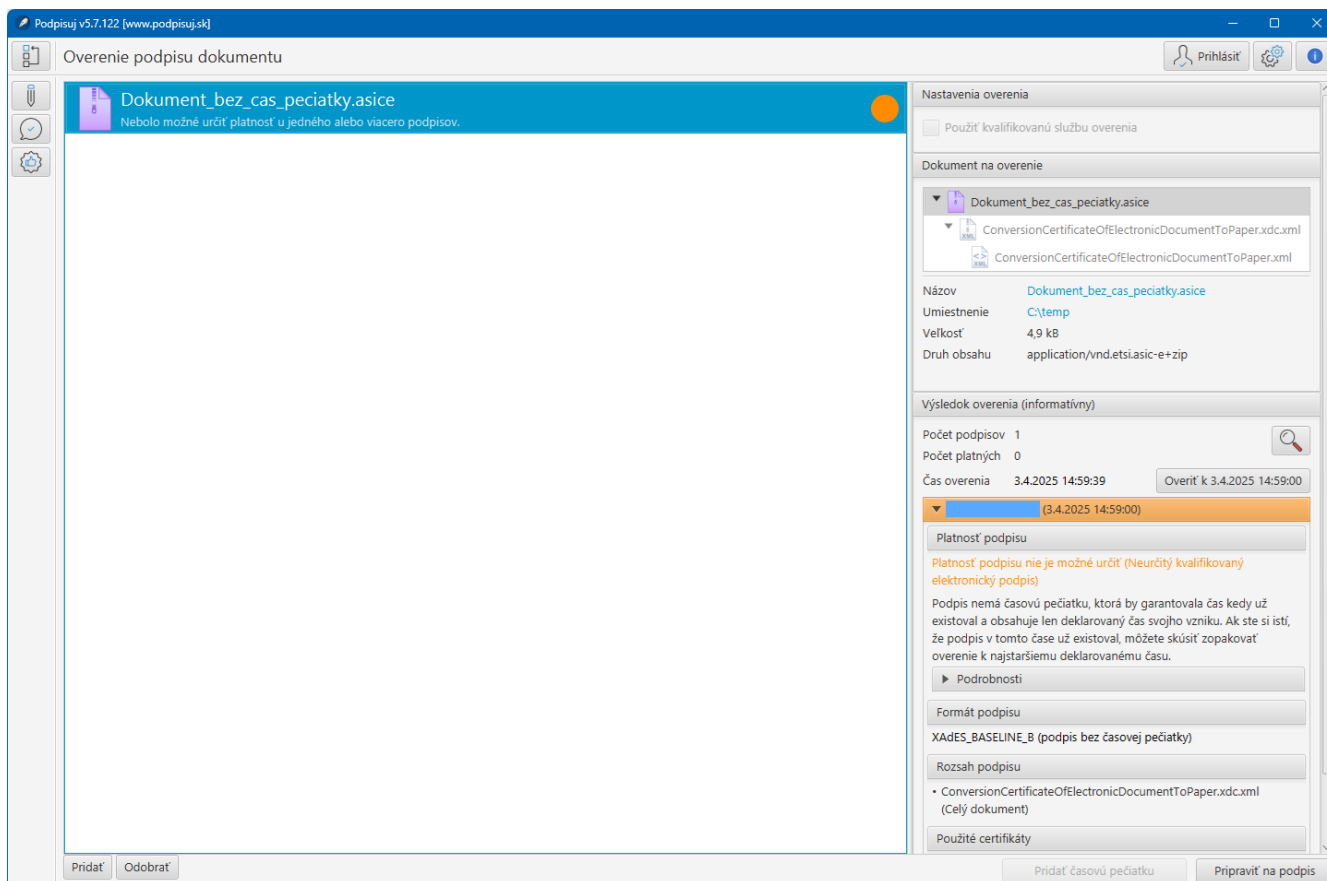 Podpisuj v5.7.122 [www.podpisuj.sk]
Overenie podpisu dokumentu
Prihlásiť
Dokument_bez_cas_peciatky.asice
Nebolo možné určiť platnosť u jedného alebo viacero podpisov.
Nastavenia overenia
Použiť kvalifikovanú službu overenia
Dokument na overenie
Dokument_bez_cas_peciatky.asice
ConversionCertificateOfElectronicDocumentToPaper.xdc.xml
ConversionCertificateOfElectronicDocumentToPaper.xml
Názov Dokument_bez_cas_peciatky.asice
Umiestnenie C:\temp
Veľkosť 4,9 kB
Druh obsahu application/vnd.etsi.asic-e+zip
Výsledok overenia (informatívny)
Počet podpisov 1
Počet platných 0
Čas overenia 3.4.2025 14:59:39 Overiť k 3.4.2025 14:59:00
(3.4.2025 14:59:00)
Platnosť podpisu
Platnosť podpisu nie je možné určiť (Neurčitý kvalifikovaný
elektronický podpis)
Podpis nemá časovú pečiatku, ktorá by garantovala čas kedy už
existoval a obsahuje len deklarovaný čas svojho vzniku. Ak ste si istí,
že podpis v tomto čase už existoval, môžete skúsiť zopakovať
overenie k najstaršiemu deklarovanému času.
Podrobnosti
Formát podpisu
XAdES_BASELINE_B (podpis bez časovej pečiatky)
Rozsah podpisu
• ConversionCertificateOfElectronicDocumentToPaper.xdc.xml
(Celý dokument)
Použité certifikáty
Pridať Odobrať Pridať časovú pečiatku Pripraviť na podpis